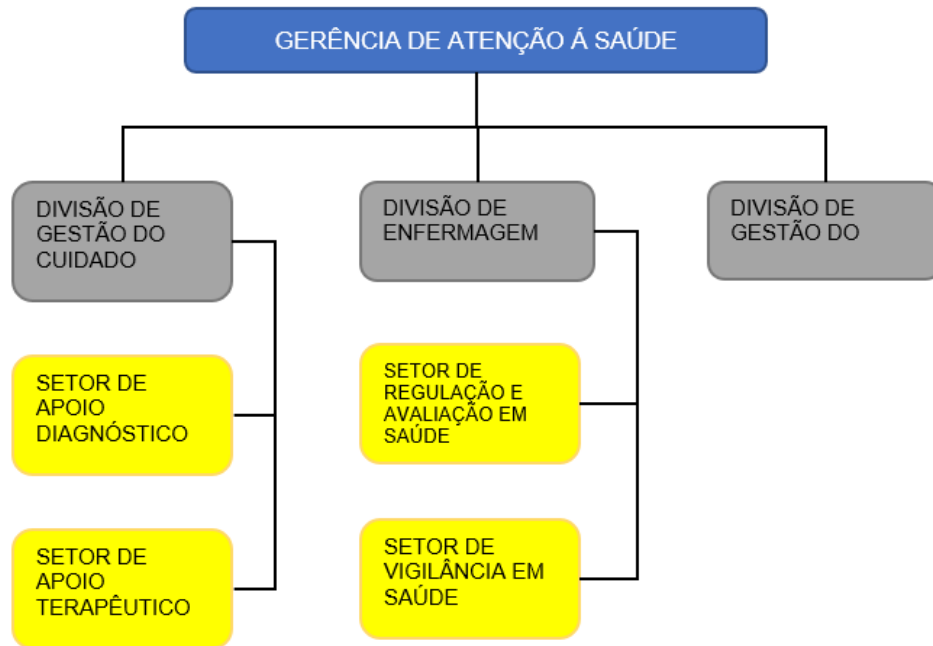 GERÊNCIA DE ATENÇÃO Á SAÚDE
DIVISÃO DE
GESTÃO DO
CUIDADO
DIVISÃO DE
ENFERMAGEM
DIVISÃO DE
GESTÃO DO
SETOR DE
APOIO
DIAGNÓSTICO
SETOR DE
REGULAÇÃO E
AVALIAÇÃO EM
SAÚDE
SETOR DE
APOIO
TERAPÊUTICO
SETOR DE
VIGILÂNCIA EM
SAÚDE